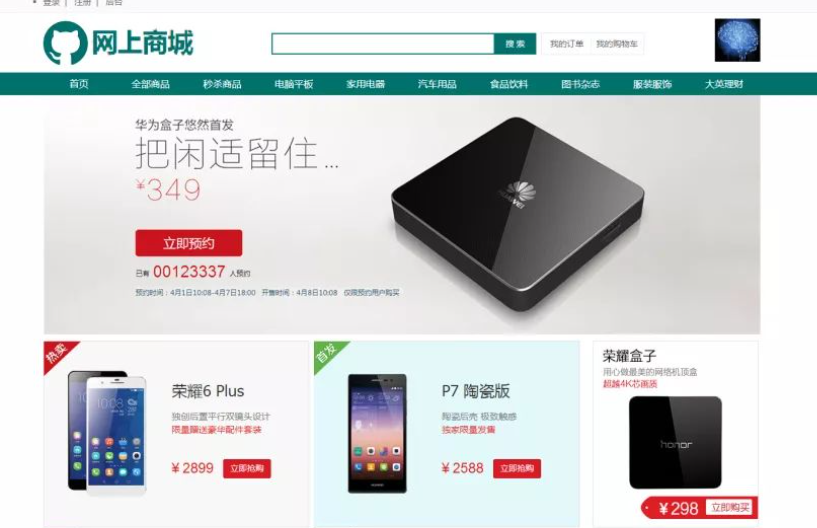 登录 | 注册 | 后台
网上商城
搜索
我的订单 我的购物车
首页 全部商品 秒杀商品 电脑平板 家用电器 汽车用品 食品饮料 图书杂志 服装服饰 大英理财
华为盒子悠然首发
把闲适留住...
¥349
立即预约
已有 00123337 人预约
预约时间：4月1日10:08-4月7日18:00 开售时间：4月8日10:08 仅限预约用户购买
HUAWEI
热卖
荣耀6 Plus
独创后置平行双镜头设计
限量赠送豪华配件套装
¥2899 立即抢购
首发
P7 陶瓷版
陶瓷后壳 极致触感
独家限量发售
¥2588 立即抢购
荣耀盒子
用心做最美的网络机顶盒
超越4K芯画质
honor
¥298 立即购买